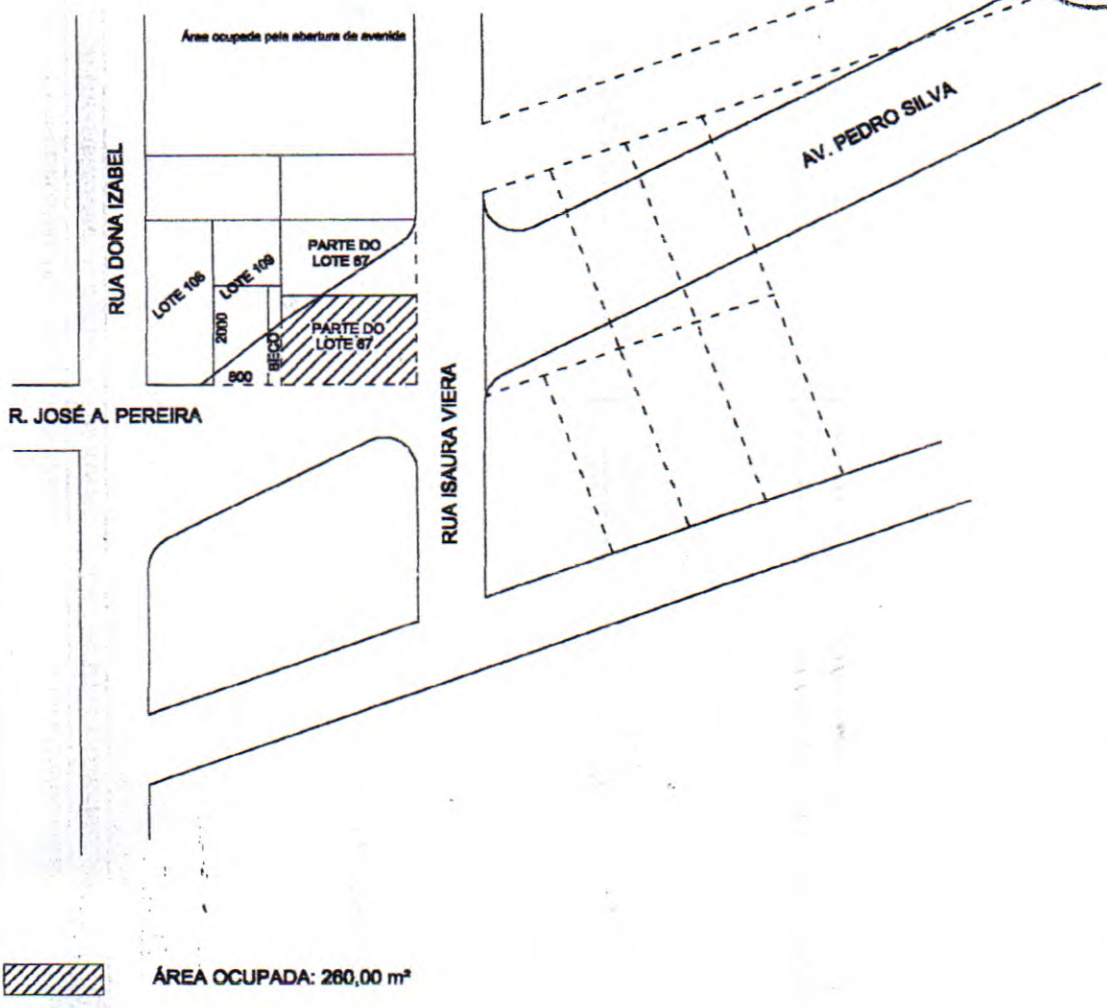 Área ocupada pela abertura de avenida
RUA DONA IZABEL
AV. PEDRO SILVA
LOTE 106
LOTE 109
PARTE DO
LOTE 67
2000
800
BECO
PARTE DO
LOTE 67
R. JOSÉ A. PEREIRA
RUA ISAURA VIERA
ÁREA OCUPADA: 260,00 m²